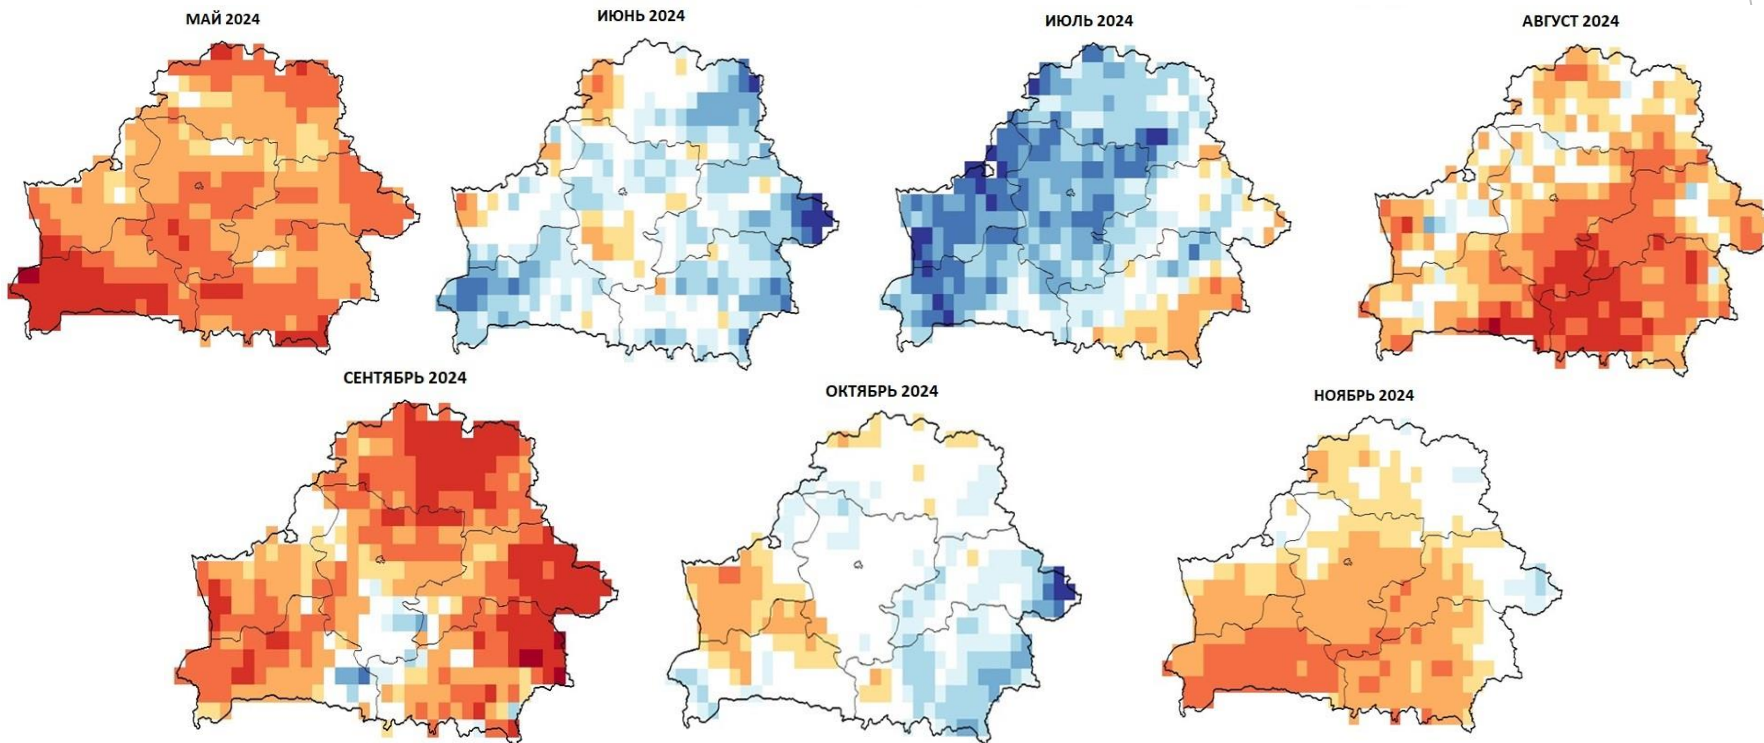 МАЙ 2024
ИЮНЬ 2024
ИЮЛЬ 2024
АВГУСТ 2024
СЕНТЯБРЬ 2024
ОКТЯБРЬ 2024
НОЯБРЬ 2024